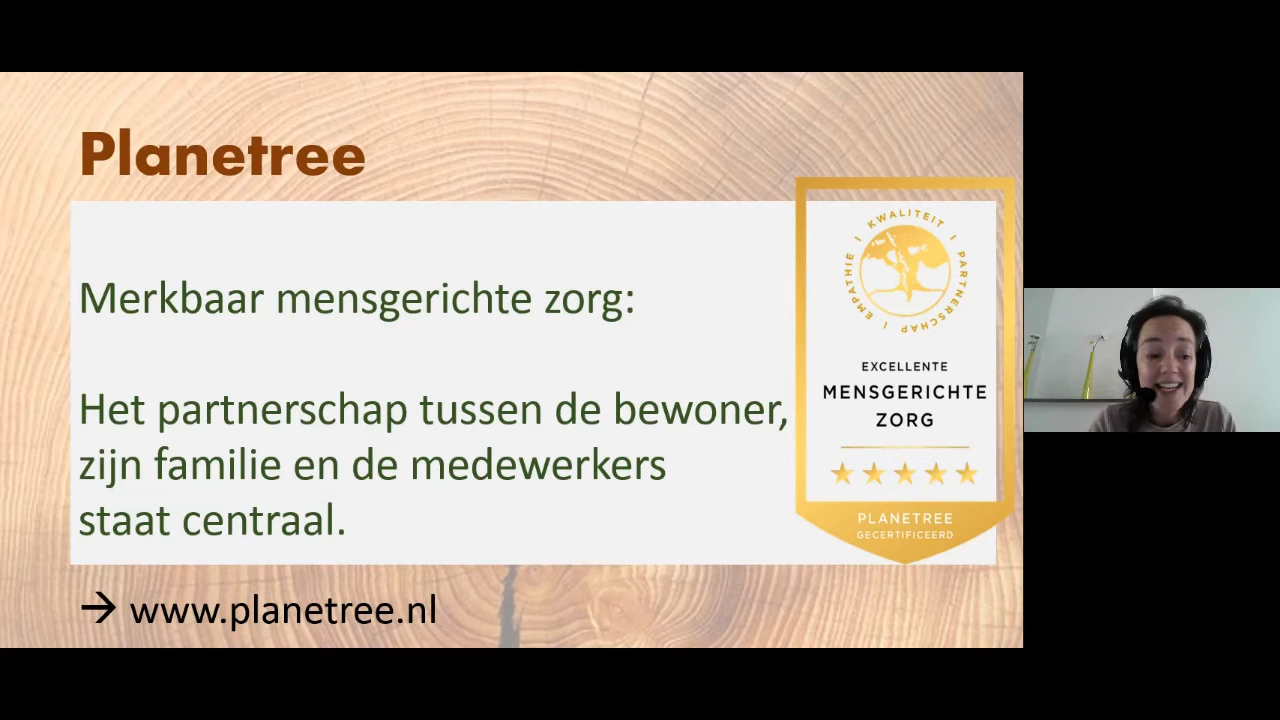 Planetree
Merkbaar mensgerichte zorg:
Het partnerschap tussen de bewoner,
zijn familie en de medewerkers
staat centraal.
→ www.planetree.nl
EMPATHIE | KWALITEIT | PARTNERSCHAP |
EXCELLENTE
MENSGERICHTE
ZORG
PLANETREE
GECERTIFICEERD